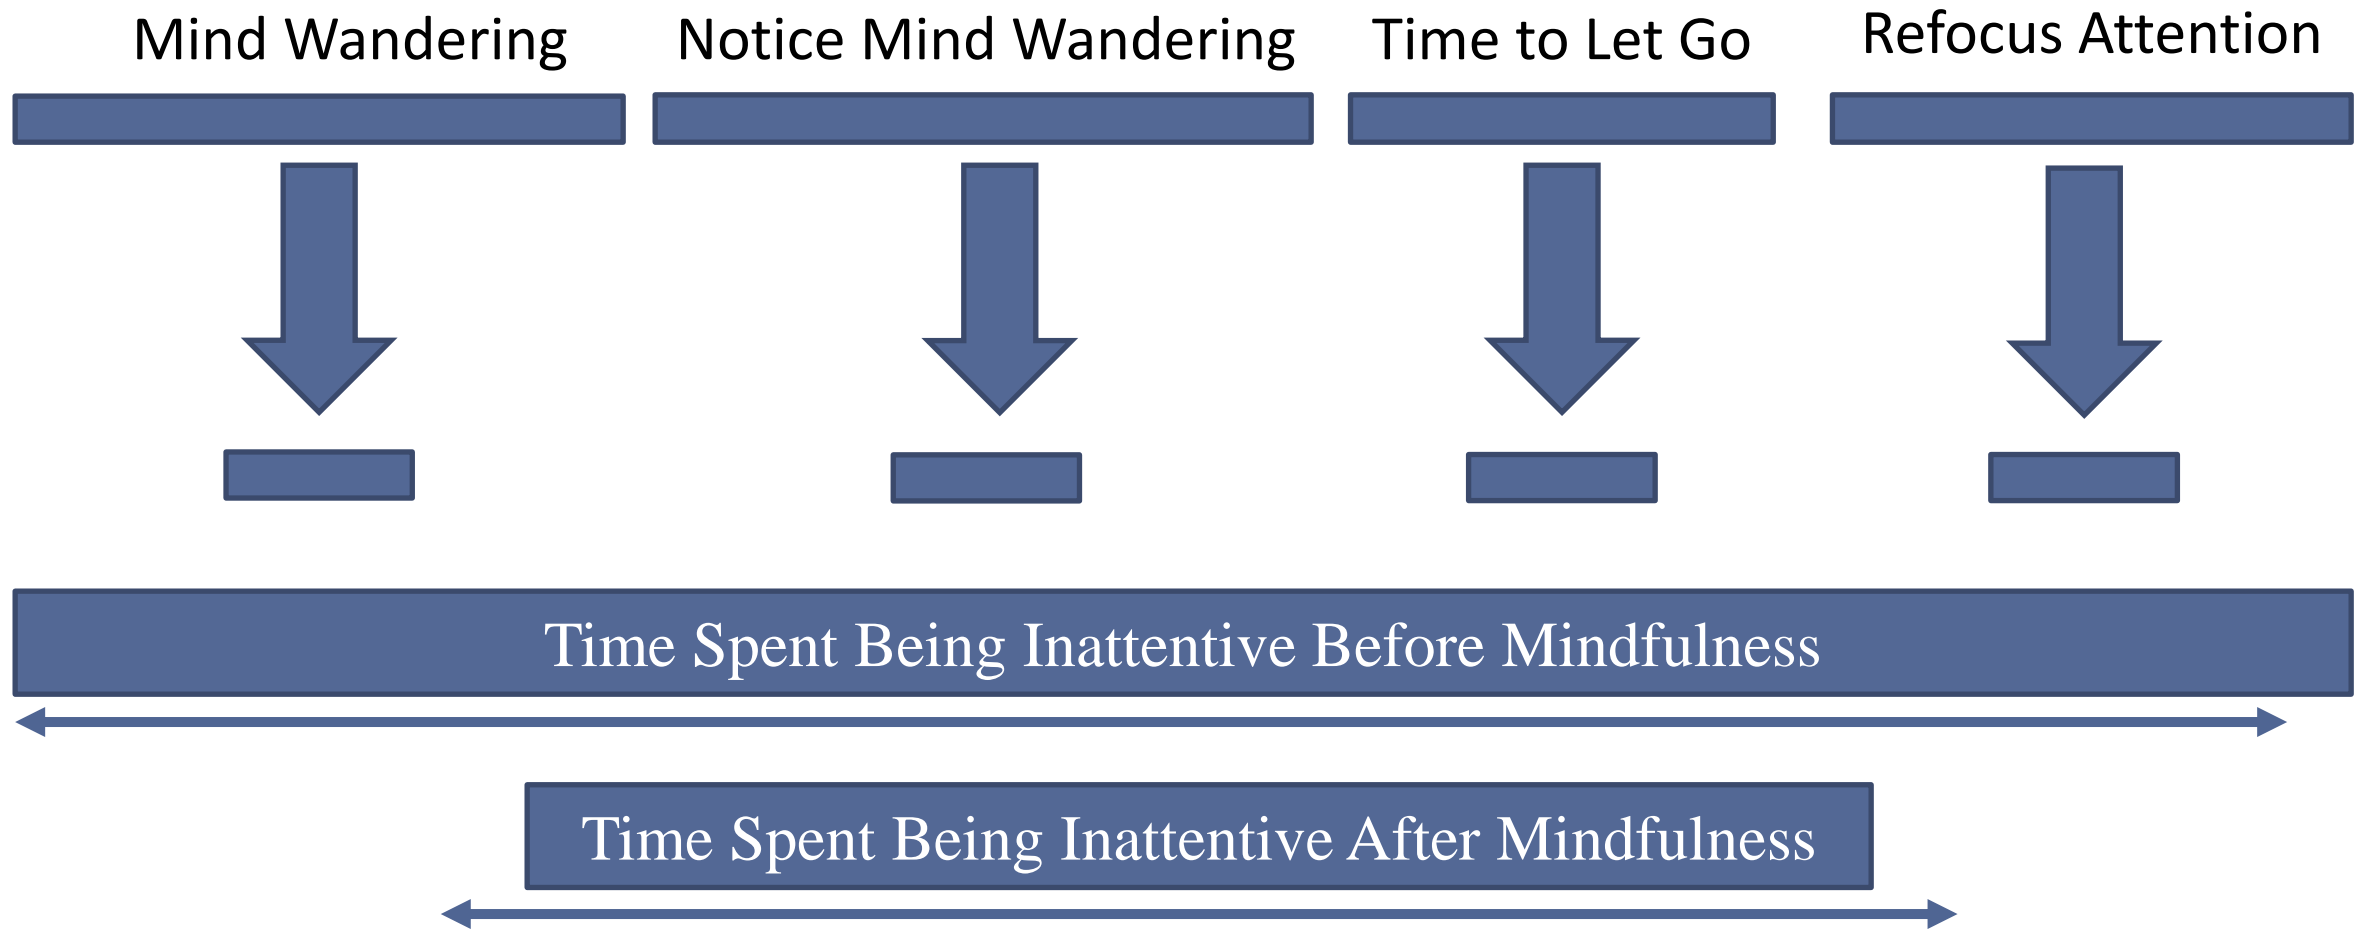 Mind Wandering
Notice Mind Wandering
Time to Let Go
Refocus Attention
Time Spent Being Inattentive Before Mindfulness
Time Spent Being Inattentive After Mindfulness